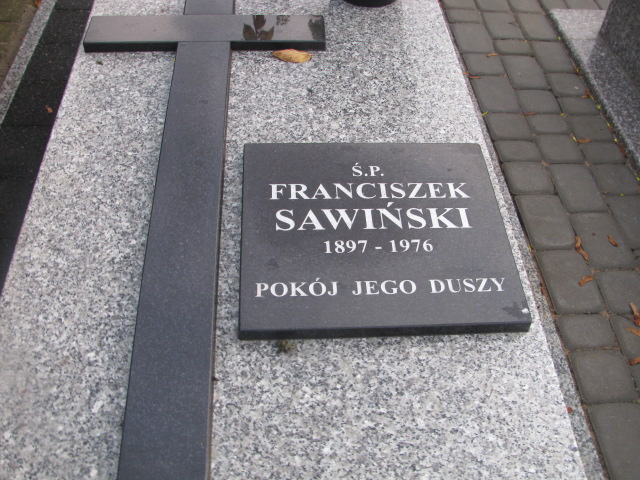 Ś.P.
FRANCISZEK
SAWIŃSKI
1897 - 1976
POKÓJ JEGO DUSZY